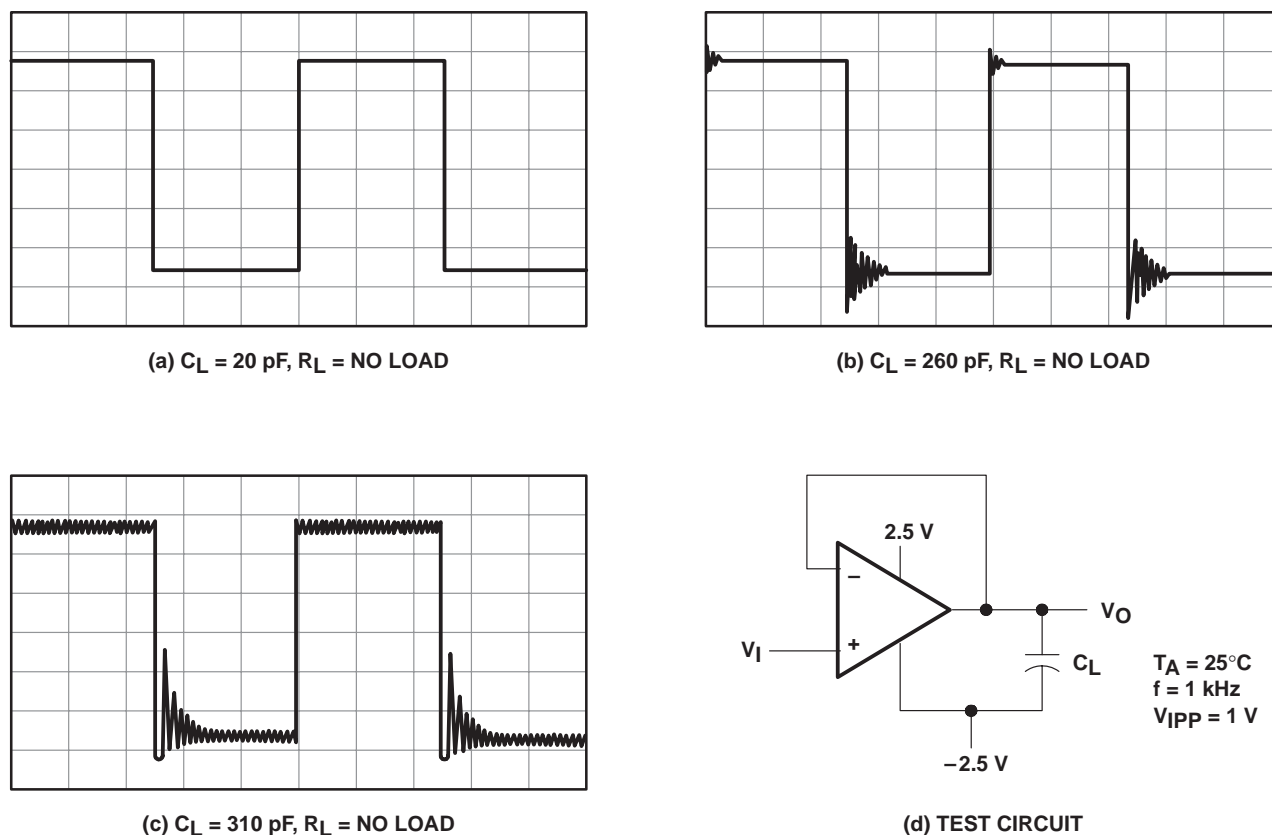 (a) CL = 20 pF, RL = NO LOAD
(b) CL = 260 pF, RL = NO LOAD
(c) CL = 310 pF, RL = NO LOAD
2.5 V
−
+
VI
VO
CL
−2.5 V
TA = 25°C
f = 1 kHz
VIPP = 1 V
(d) TEST CIRCUIT